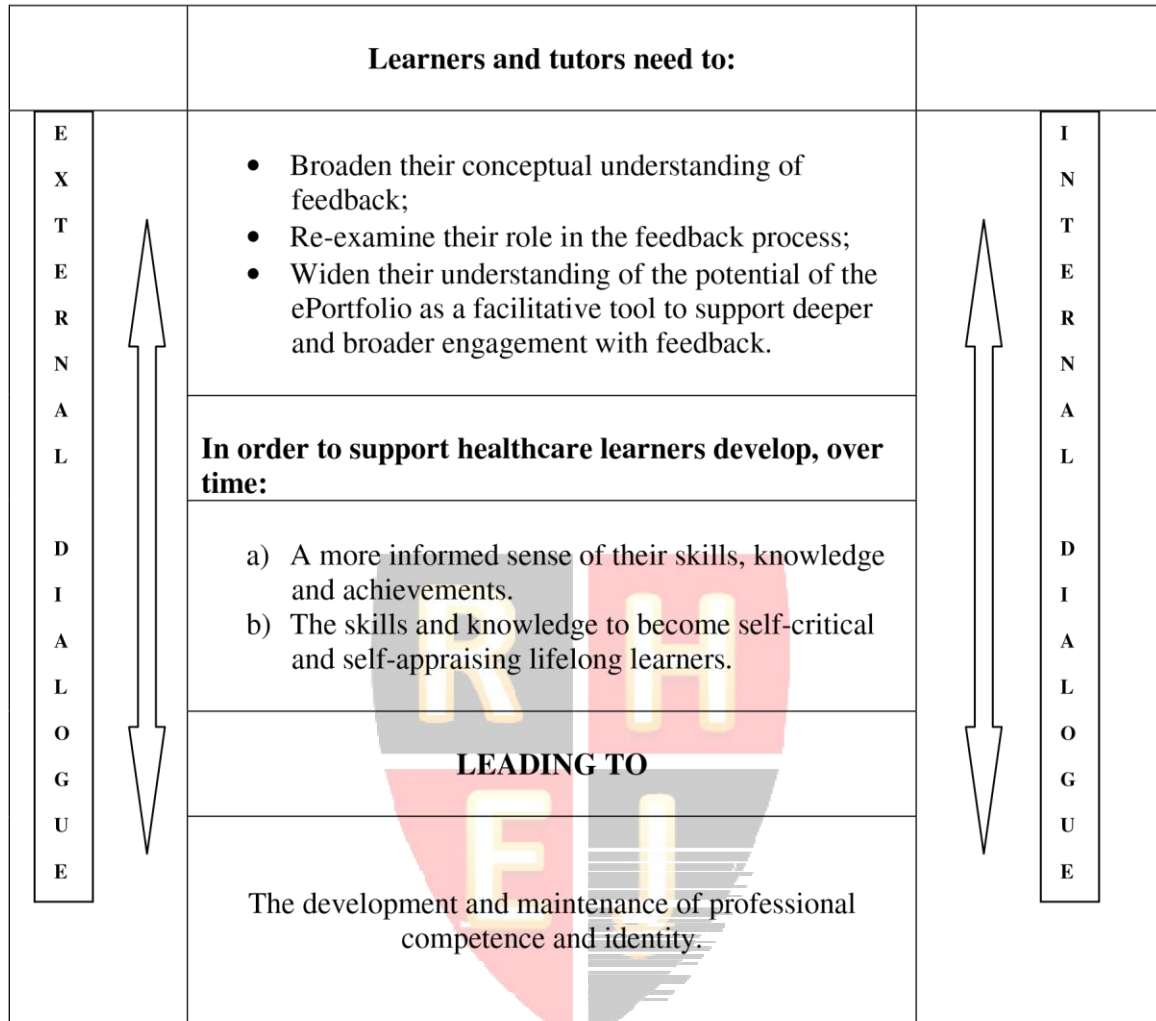 Learners and tutors need to:
EXTERNAL DIALOGUE
• Broaden their conceptual understanding of
feedback;
• Re-examine their role in the feedback process;
• Widen their understanding of the potential of the
ePortfolio as a facilitative tool to support deeper
and broader engagement with feedback.
In order to support healthcare learners develop, over
time:
a) A more informed sense of their skills, knowledge
and achievements.
b) The skills and knowledge to become self-critical
and self-appraising lifelong learners.
LEADING TO
The development and maintenance of professional
competence and identity.
INTERNAL DIALOGUE
R H
E J